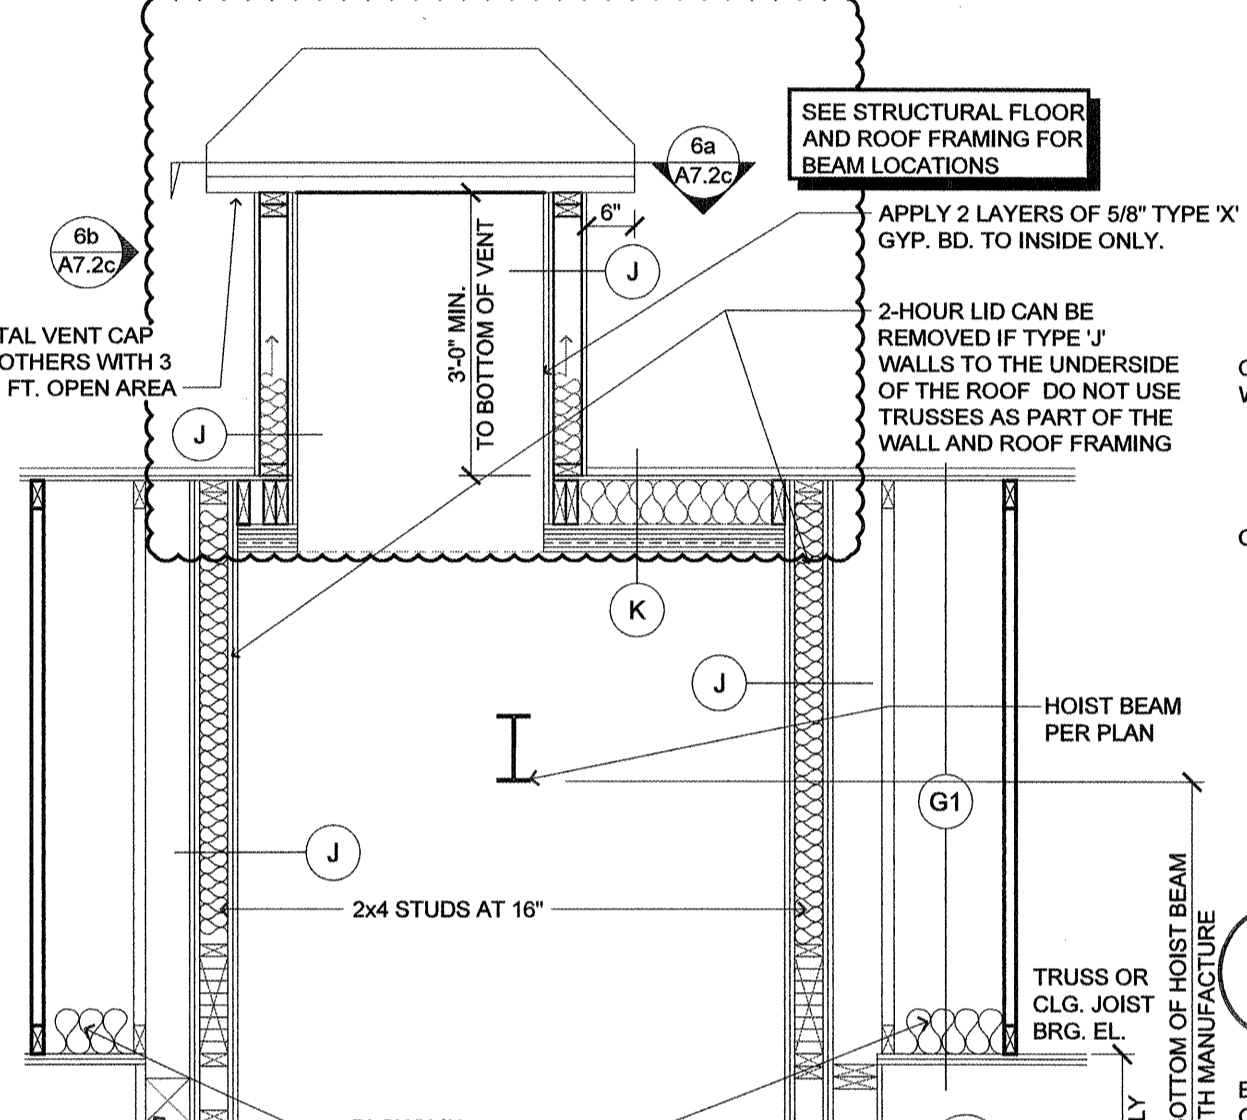 SEE STRUCTURAL FLOOR
AND ROOF FRAMING FOR
BEAM LOCATIONS
6a
A7.2c
6b
A7.2c
6"
APPLY 2 LAYERS OF 5/8" TYPE 'X'
GYP. BD. TO INSIDE ONLY.
J
3'-0" MIN.
TO BOTTOM OF VENT
2-HOUR LID CAN BE
REMOVED IF TYPE 'J'
WALLS TO THE UNDERSIDE
OF THE ROOF DO NOT USE
TRUSSES AS PART OF THE
WALL AND ROOF FRAMING
TAL VENT CAP
OTHERS WITH 3
FT. OPEN AREA
J
K
J
HOIST BEAM
PER PLAN
G1
J
2x4 STUDS AT 16"
TRUSS OR
CLG. JOIST
BRG. EL.
OTTOM OF HOIST BEAM
TH MANUFACTURE
LY